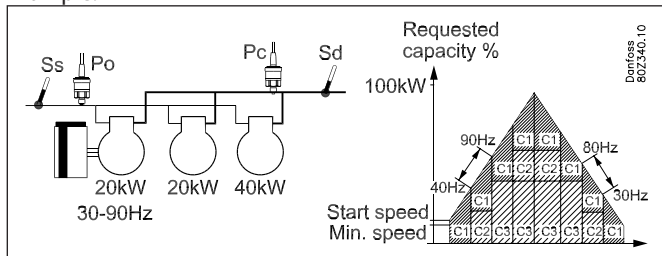 Ss
Po
Pc
Sd
20kW
20kW
40kW
30-90Hz
Requested
capacity %
100kW
90Hz
40Hz
80Hz
30Hz
Start speed
Min. speed
C1 C1
C1 C2 C2 C1
C1 C1
C1 C2 C3 C3 C3 C3 C2 C1
Danfoss
80Z340.10